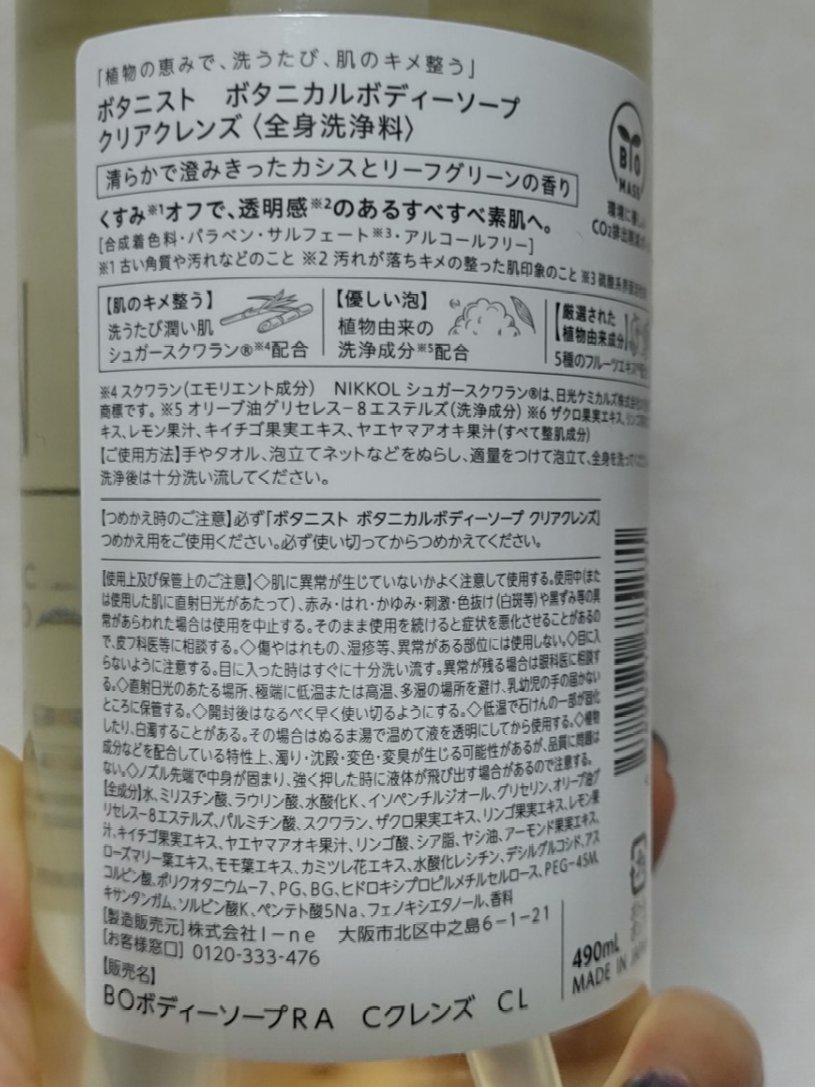 「植物の恵みで、洗うたび、肌のキメ整う」
ボタニスト ボタニカルボディーソープ
クリアクレンズ〈全身洗浄料〉
清らかで澄みきったカシスとリーフグリーンの香り
BIO
MASS
環境に優しい
CO2排出
くすみ※1オフで、透明感※2のあるすべすべ素肌へ。
[合成着色料・パラベン・サルフェート※3・アルコールフリー]
※1 古い角質や汚れなどのこと ※2 汚れが落ちキメの整った肌印象のこと ※3 硫酸系界面
【肌のキメ整う】
洗うたび潤い肌
シュガースクワラン®※4配合
【優しい泡】
植物由来の
洗浄成分※5配合
【厳選された
植物由来成分】
5種のフルーツエキス
※4 スクワラン(エモリエント成分) NIKKOL シュガースクワラン®は、日光ケミカルズ株式会社
商標です。※5 オリーブ油グリセレス-8エステルズ(洗浄成分) ※6 ザクロ果実エキス、リンゴ
キス、レモン果汁、キイチゴ果実エキス、ヤエヤマアオキ果汁(すべて整肌成分)
【ご使用方法】手やタオル、泡立てネットなどをぬらし、適量をつけて泡立て、全身を洗って
洗浄後は十分洗い流してください。
【つめかえ時のご注意】必ず「ボタニスト ボタニカルボディーソープ クリアクレンズ」
つめかえ用をご使用ください。必ず使い切ってからつめかえてください。
【使用上及び保管上のご注意】◇肌に異常が生じていないかよく注意して使用する。使用中(また
は使用した肌に直射日光があたって)、赤み・はれ・かゆみ・刺激・色抜け(白斑等)や黒ずみ等の異
常があらわれた場合は使用を中止する。そのまま使用を続けると症状を悪化させることがあるの
で、皮フ科医等に相談する。◇傷やはれもの、湿疹等、異常がある部位には使用しない。◇目に入
らないように注意する。目に入った時はすぐに十分洗い流す。異常が残る場合は眼科医に相談す
る。◇直射日光のあたる場所、極端に低温または高温、多湿の場所を避け、乳幼児の手の届かない
ところに保管する。◇開封後はなるべく早く使い切るようにする。◇低温で石けんの一部が固化
したり、白濁することがある。その場合はぬるま湯で温めて液を透明にしてから使用する。◇植物
成分などを配合している特性上、濁り・沈殿・変色・変臭が生じる可能性があるが、品質に問題は
ない。◇ノズル先端で中身が固まり、強く押した時に液体が飛び出す場合があるので注意する。
【全成分】水、ミリスチン酸、ラウリン酸、水酸化K、イソペンチルジオール、グリセリン、オリーブ油グ
リセレス-8エステルズ、パルミチン酸、スクワラン、ザクロ果実エキス、リンゴ果実エキス、レモン果
汁、キイチゴ果実エキス、ヤエヤマアオキ果汁、リンゴ酸、シア脂、ヤシ油、アーモンド果実エキス、
ローズマリー葉エキス、モモ葉エキス、カミツレ花エキス、水酸化レシチン、デシルグルコシド、アス
コルビン酸、ポリクオタニウム-7、PG、BG、ヒドロキシプロピルメチルセルロース、PEG-45M、
キサンタンガム、ソルビン酸K、ペンテト酸5Na、フェノキシエタノール、香料
【製造販売元】株式会社I-ne 大阪市北区中之島6-1-21
[お客様窓口] 0120-333-476
【販売名】
BOボディーソープRA Cクレンズ CL
490mL
MADE IN JAPAN